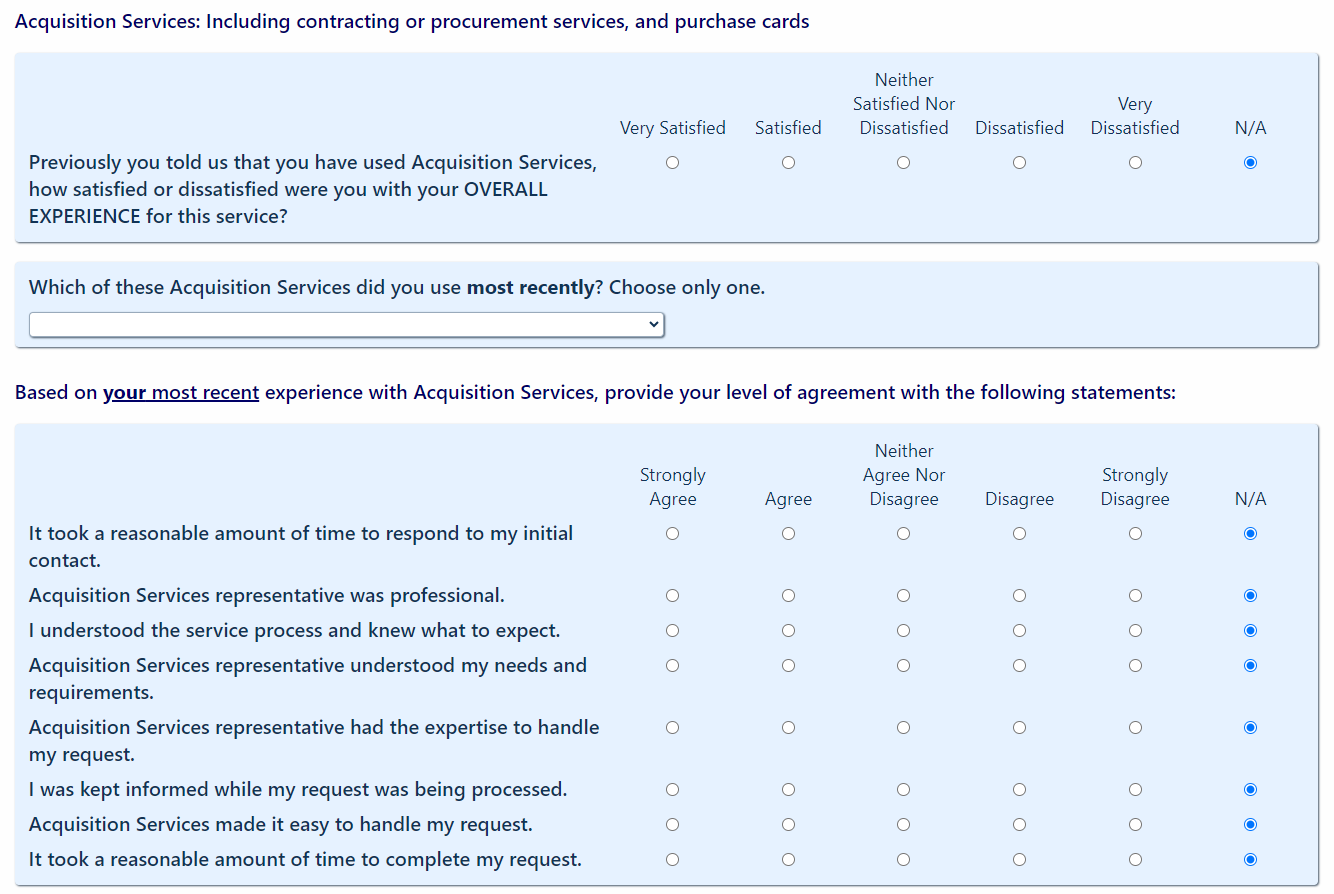 Acquisition Services: Including contracting or procurement services, and purchase cards
Neither
Satisfied Nor
Very
Very Satisfied Satisfied Dissatisfied Dissatisfied Dissatisfied N/A
Previously you told us that you have used Acquisition Services,
how satisfied or dissatisfied were you with your OVERALL
EXPERIENCE for this service?
Which of these Acquisition Services did you use most recently? Choose only one.
Based on your most recent experience with Acquisition Services, provide your level of agreement with the following statements:
Neither
Strongly Agree Nor Strongly
Agree Agree Disagree Disagree Disagree N/A
It took a reasonable amount of time to respond to my initial
contact.
Acquisition Services representative was professional.
I understood the service process and knew what to expect.
Acquisition Services representative understood my needs and
requirements.
Acquisition Services representative had the expertise to handle
my request.
I was kept informed while my request was being processed.
Acquisition Services made it easy to handle my request.
It took a reasonable amount of time to complete my request.